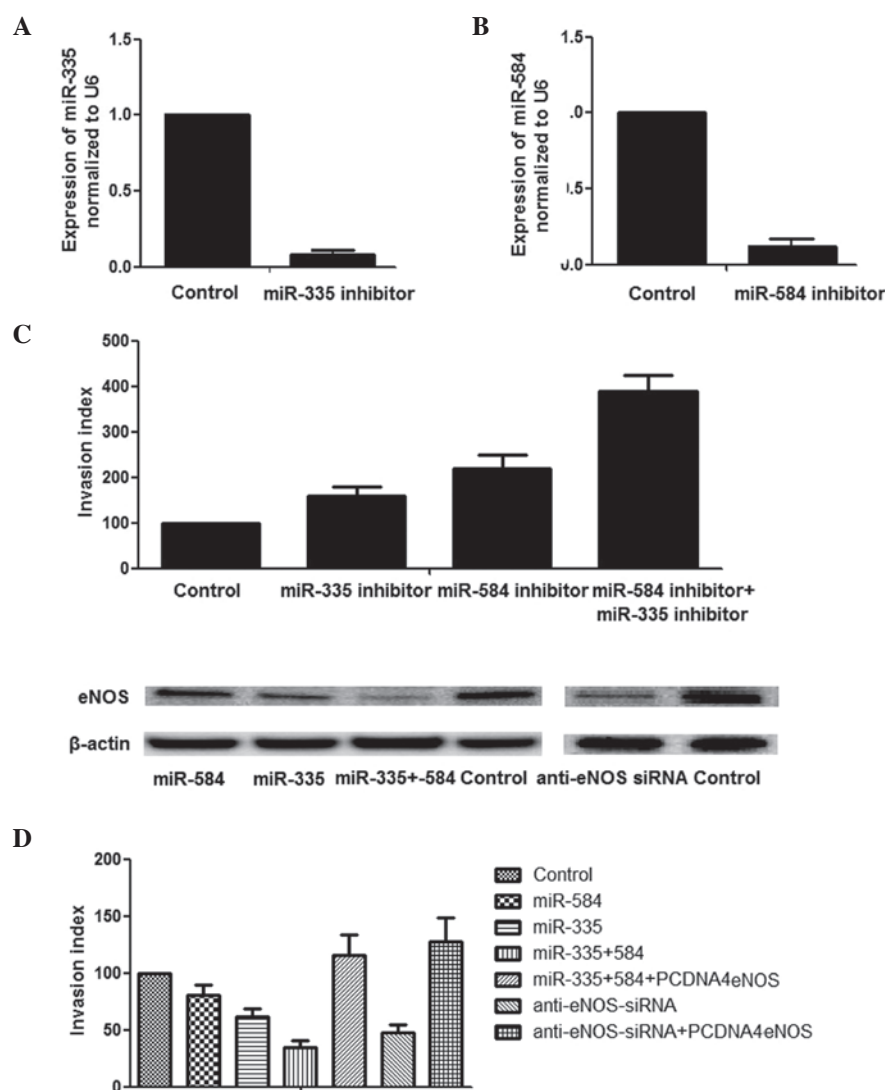 A
Expression of miR-335
normalized to U6
1.5
1.0
0.5
0.0
Control
miR-335 inhibitor
B
Expression of miR-584
normalized to U6
1.5
.0
.5
.0
Control
miR-584 inhibitor
C
Invasion index
500
400
300
200
100
0
Control
miR-335 inhibitor
miR-584 inhibitor
miR-584 inhibitor+
miR-335 inhibitor
eNOS
β-actin
miR-584
miR-335
miR-335+-584
Control
anti-eNOS siRNA
Control
D
Invasion index
200
150
100
50
0
Control
miR-584
miR-335
miR-335+584
miR-335+584+PCDNA4eNOS
anti-eNOS-siRNA
anti-eNOS-siRNA+PCDNA4eNOS